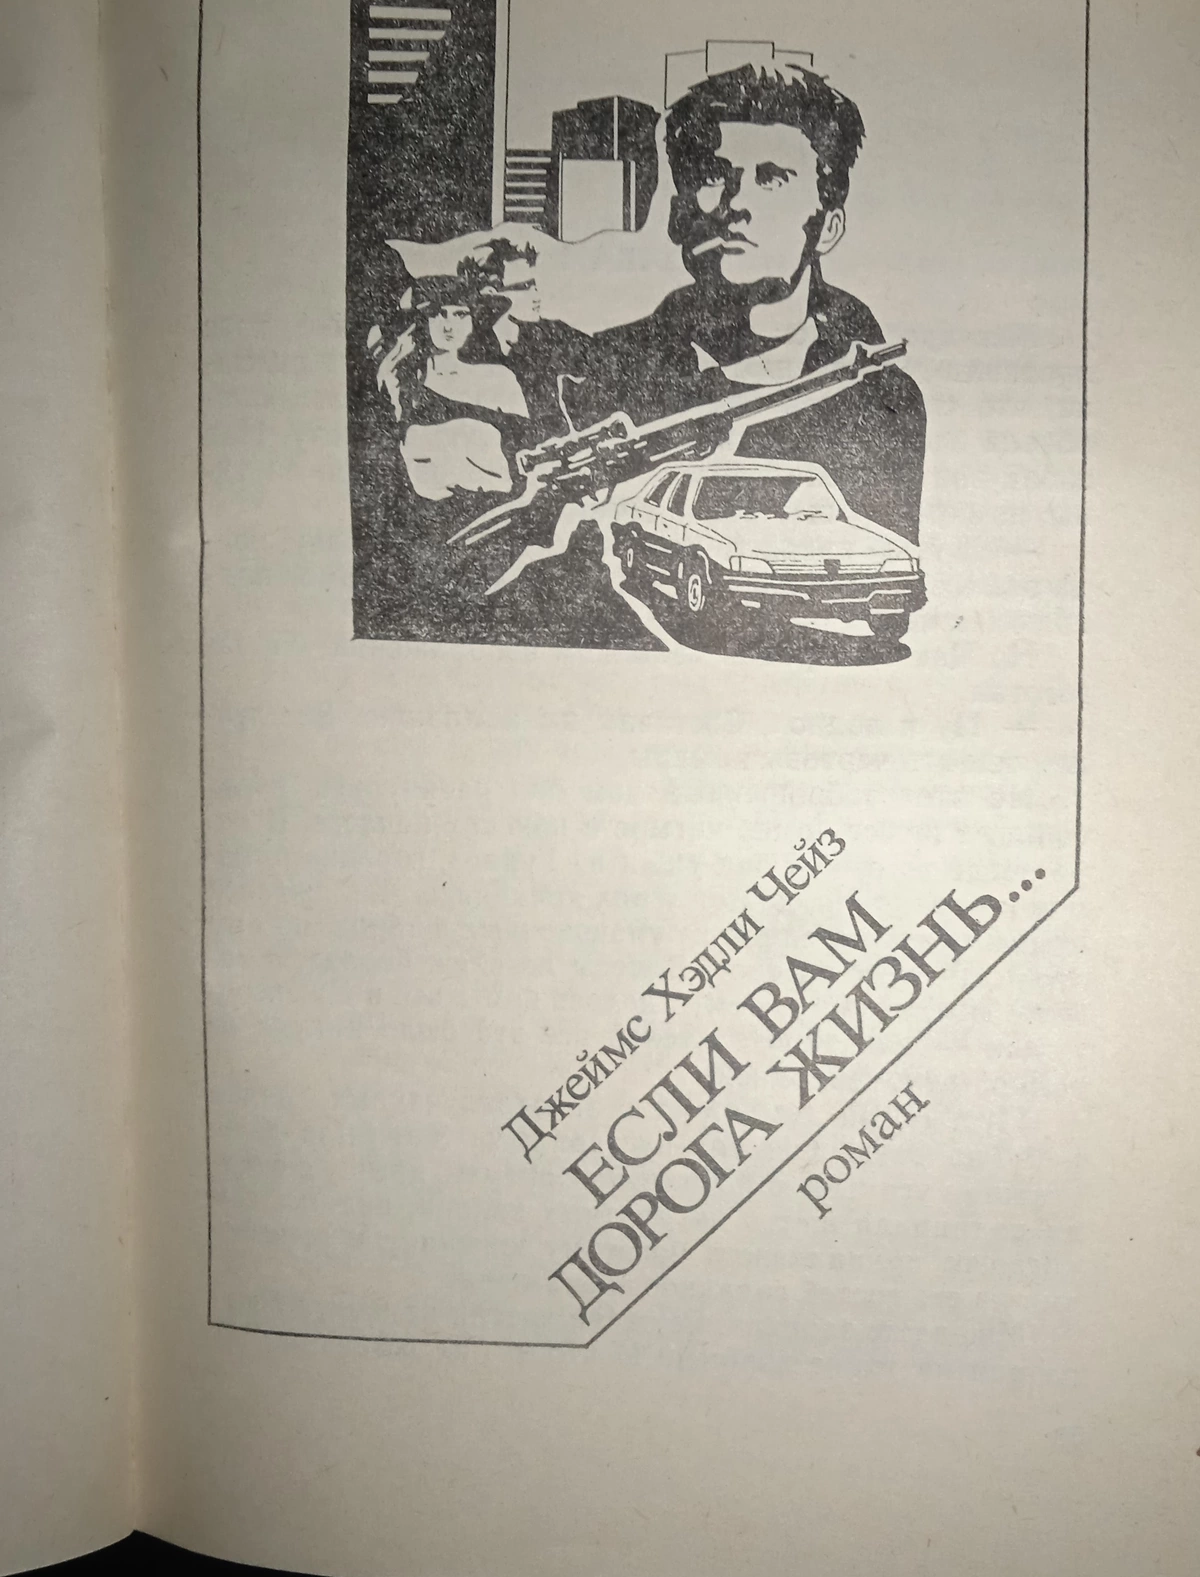 Джеймс Хэдли Чейз
ЕСЛИ ВАМ
ДОРОГА ЖИЗНЬ...
роман